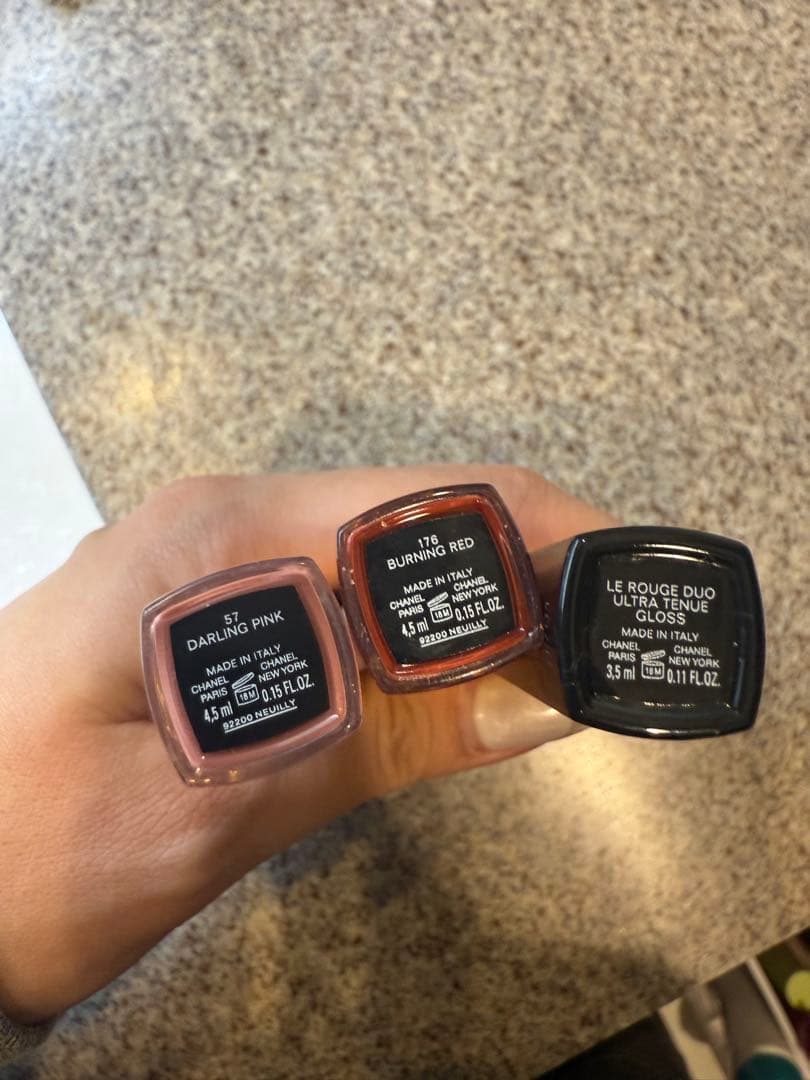 57
DARLING PINK
MADE IN ITALY
CHANEL CHANEL
PARIS NEW YORK
18M
4,5 ml 0.15 FL.OZ.
92200 NEUILLY
176
BURNING RED
MADE IN ITALY
CHANEL CHANEL
PARIS NEW YORK
18M
4,5 ml 0.15 FL.OZ.
92200 NEUILLY
LE ROUGE DUO
ULTRA TENUE
GLOSS
MADE IN ITALY
CHANEL CHANEL
PARIS NEW YORK
18M
3,5 ml 0.11 FL.OZ.